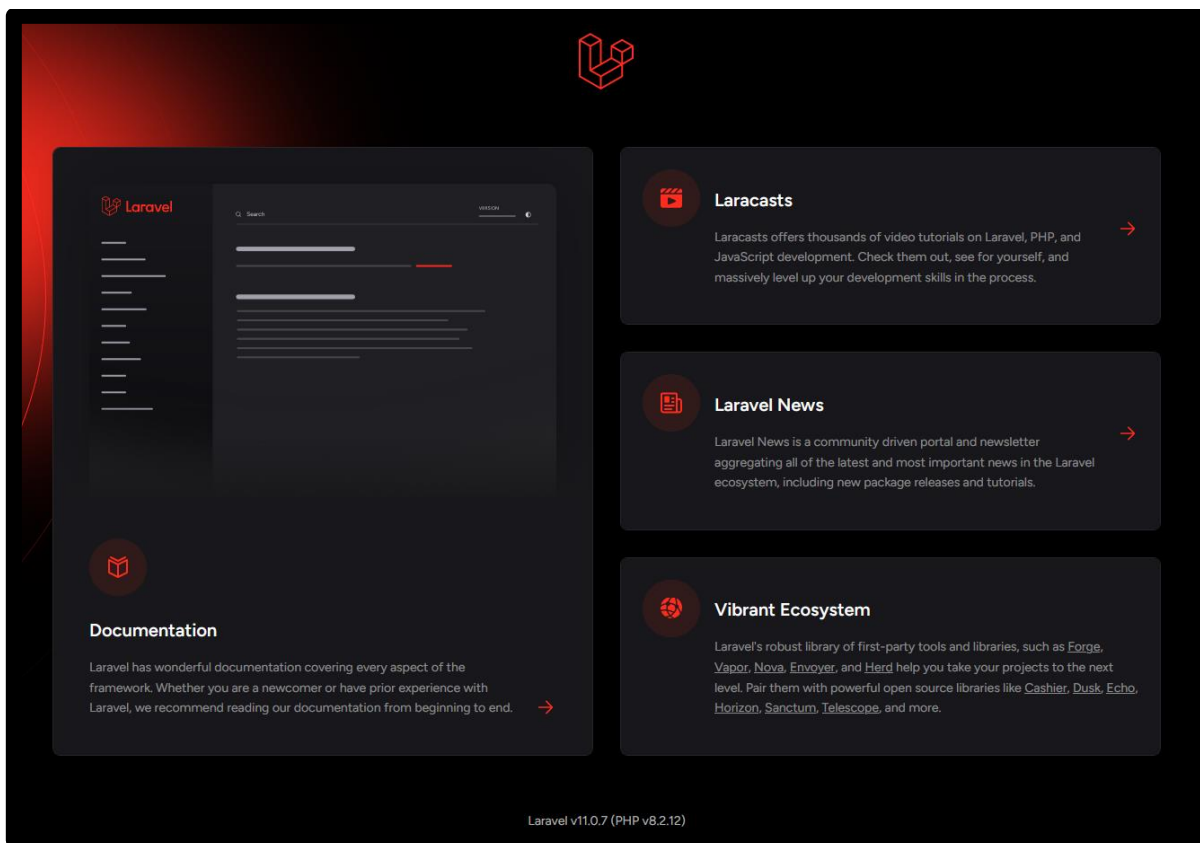 Laravel
Search
VERSION
Documentation
Laravel has wonderful documentation covering every aspect of the
framework. Whether you are a newcomer or have prior experience with
Laravel, we recommend reading our documentation from beginning to end.
Laracasts
Laracasts offers thousands of video tutorials on Laravel, PHP, and
JavaScript development. Check them out, see for yourself, and
massively level up your development skills in the process.
Laravel News
Laravel News is a community driven portal and newsletter
aggregating all of the latest and most important news in the Laravel
ecosystem, including new package releases and tutorials.
Vibrant Ecosystem
Laravel's robust library of first-party tools and libraries, such as Forge,
Vapor, Nova, Envoyer, and Herd help you take your projects to the next
level. Pair them with powerful open source libraries like Cashier, Dusk, Echo,
Horizon, Sanctum, Telescope, and more.
Laravel v11.0.7 (PHP v8.2.12)